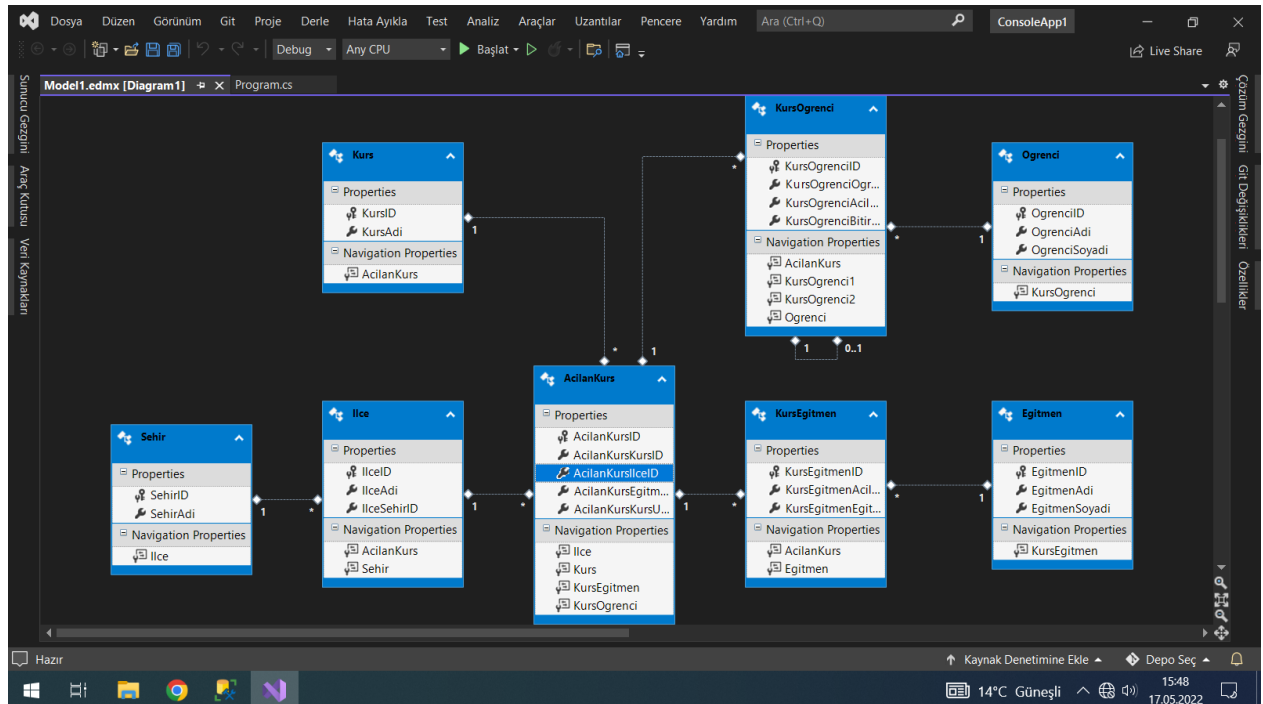 Dosya Düzen Görünüm Git Proje Derle Hata Ayıkla Test Analiz Araçlar Uzantılar Pencere Yardım Ara (Ctrl+Q) ConsoleApp1
Debug Any CPU Başlat Live Share
Model1.edmx [Diagram1] Program.cs
Sunucu Gezgini
Araç Kutusu
Veri Kaynakları
Kurs
Properties
KursID
KursAdi
Navigation Properties
AcilanKurs
1
*
KursOgrenci
Properties
KursOgrenciID
KursOgrenciOgr...
KursOgrenciAcil...
KursOgrenciBitir...
Navigation Properties
AcilanKurs
KursOgrenci1
KursOgrenci2
Ogrenci
*
1
1
0..1
Ogrenci
Properties
OgrenciID
OgrenciAdi
OgrenciSoyadi
Navigation Properties
KursOgrenci
Sehir
Properties
SehirID
SehirAdi
Navigation Properties
Ilce
1
*
Ilce
Properties
IlceID
IlceAdi
IlceSehirID
Navigation Properties
AcilanKurs
Sehir
1
*
*
1
AcilanKurs
Properties
AcilanKursID
AcilanKursKursID
AcilanKursIlceID
AcilanKursEgitm...
AcilanKursKursU...
Navigation Properties
Ilce
Kurs
KursEgitmen
KursOgrenci
1
*
KursEgitmen
Properties
KursEgitmenID
KursEgitmenAcil...
KursEgitmenEgit...
Navigation Properties
AcilanKurs
Egitmen
*
1
Egitmen
Properties
EgitmenID
EgitmenAdi
EgitmenSoyadi
Navigation Properties
KursEgitmen
Çözüm Gezgini
Git Değişiklikleri
Özellikler
Hazır Kaynak Denetimine Ekle Depo Seç
14°C Güneşli 15:48
17.05.2022